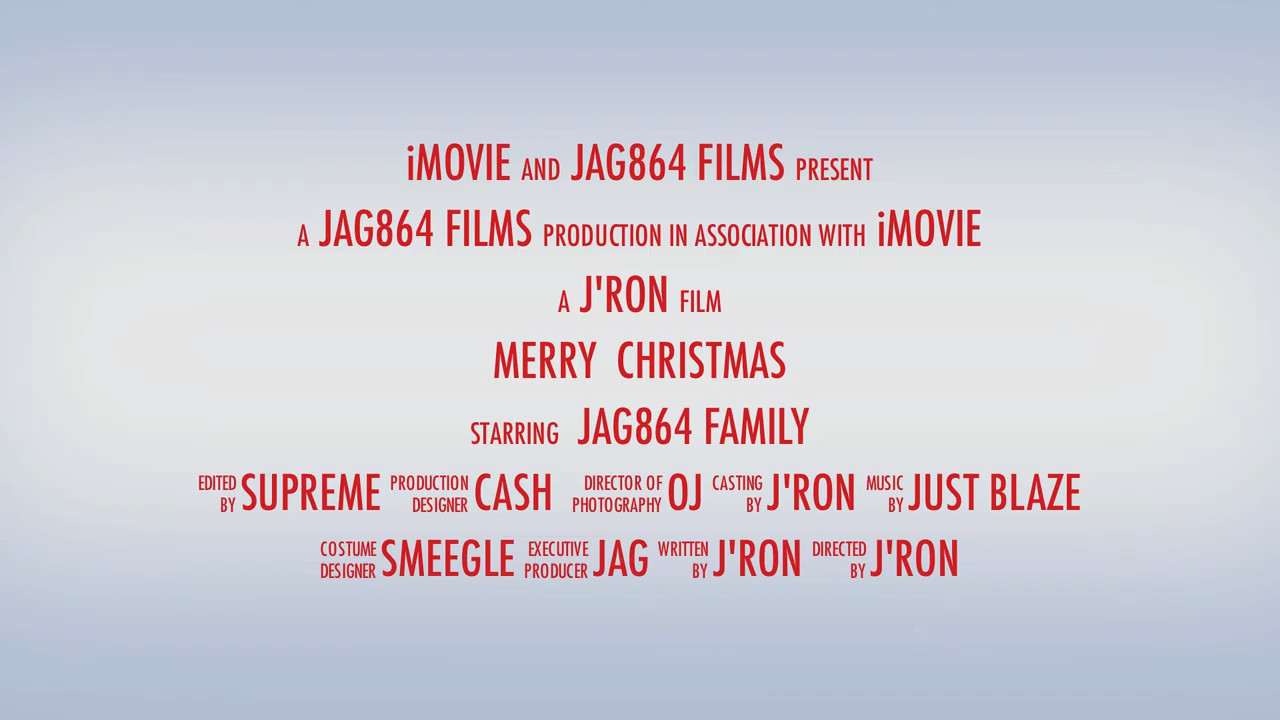 iMOVIE AND JAG864 FILMS PRESENT
A JAG864 FILMS PRODUCTION IN ASSOCIATION WITH iMOVIE
A J'RON FILM
MERRY CHRISTMAS
STARRING JAG864 FAMILY
EDITED BY SUPREME PRODUCTION DESIGNER CASH DIRECTOR OF PHOTOGRAPHY OJ CASTING BY J'RON MUSIC BY JUST BLAZE
COSTUME DESIGNER SMEEGLE EXECUTIVE PRODUCER JAG WRITTEN BY J'RON DIRECTED BY J'RON